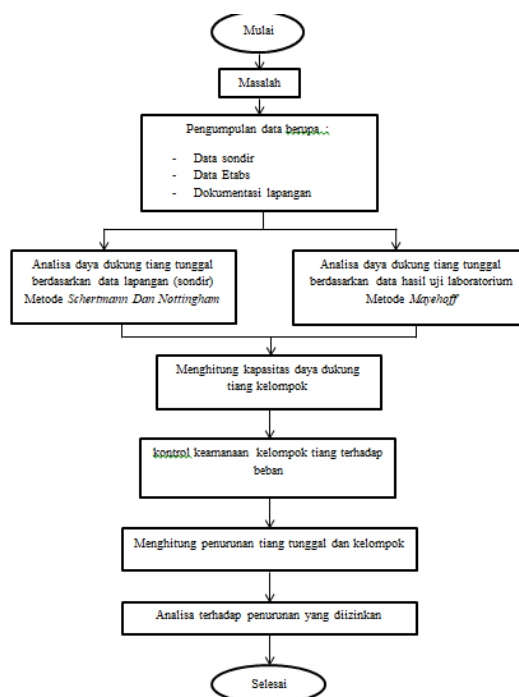 Mulai
Masalah
Pengumpulan data berupa :
- Data sondir
- Data Etabs
- Dokumentasi lapangan
Analisa daya dukung tiang tunggal
berdasarkan data lapangan (sondir)
Metode Schertmann Dan Nottingham
Analisa daya dukung tiang tunggal
berdasarkan data hasil uji laboratorium
Metode Mayehoff
Menghitung kapasitas daya dukung
tiang kelompok
kontrol keamanaan kelompok tiang terhadap
beban
Menghitung penurunan tiang tunggal dan kelompok
Analisa terhadap penurunan yang diizinkan
Selesai